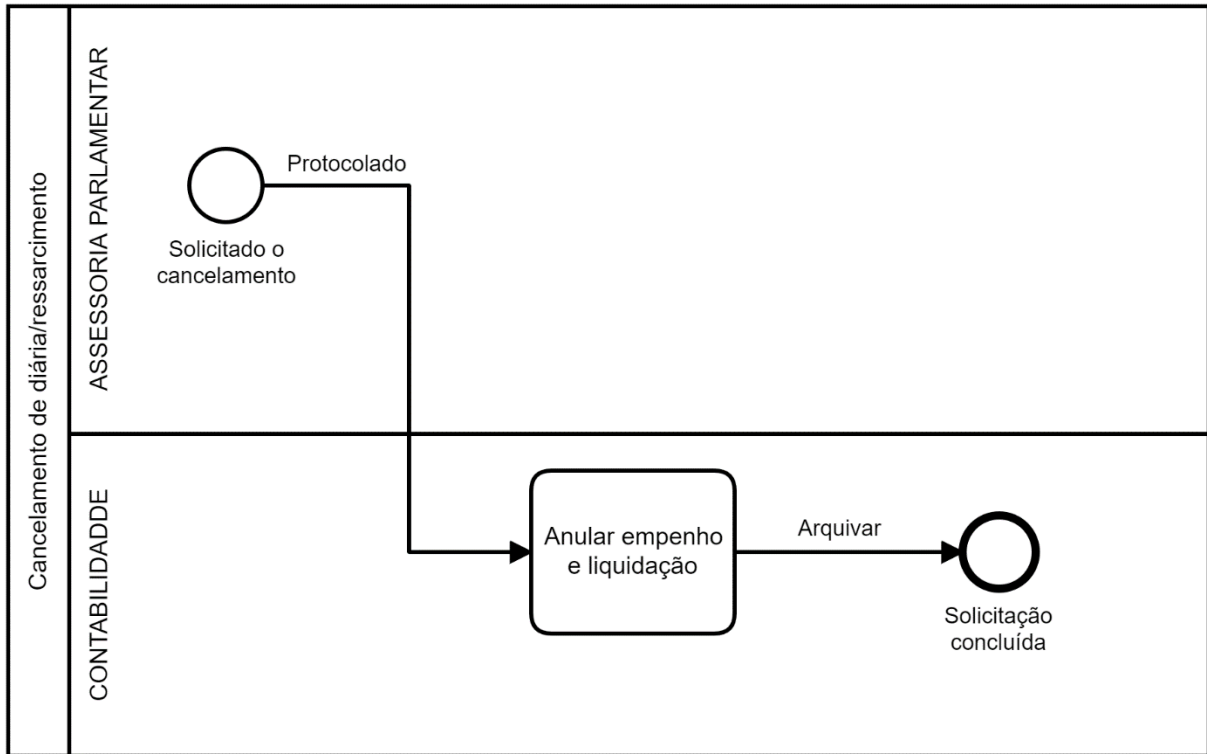 Cancelamento de diária/ressarcimento
ASSESSORIA PARLAMENTAR
Protocolado
Solicitado o
cancelamento
CONTABILIDADDE
Anular empenho
e liquidação
Arquivar
Solicitação
concluída